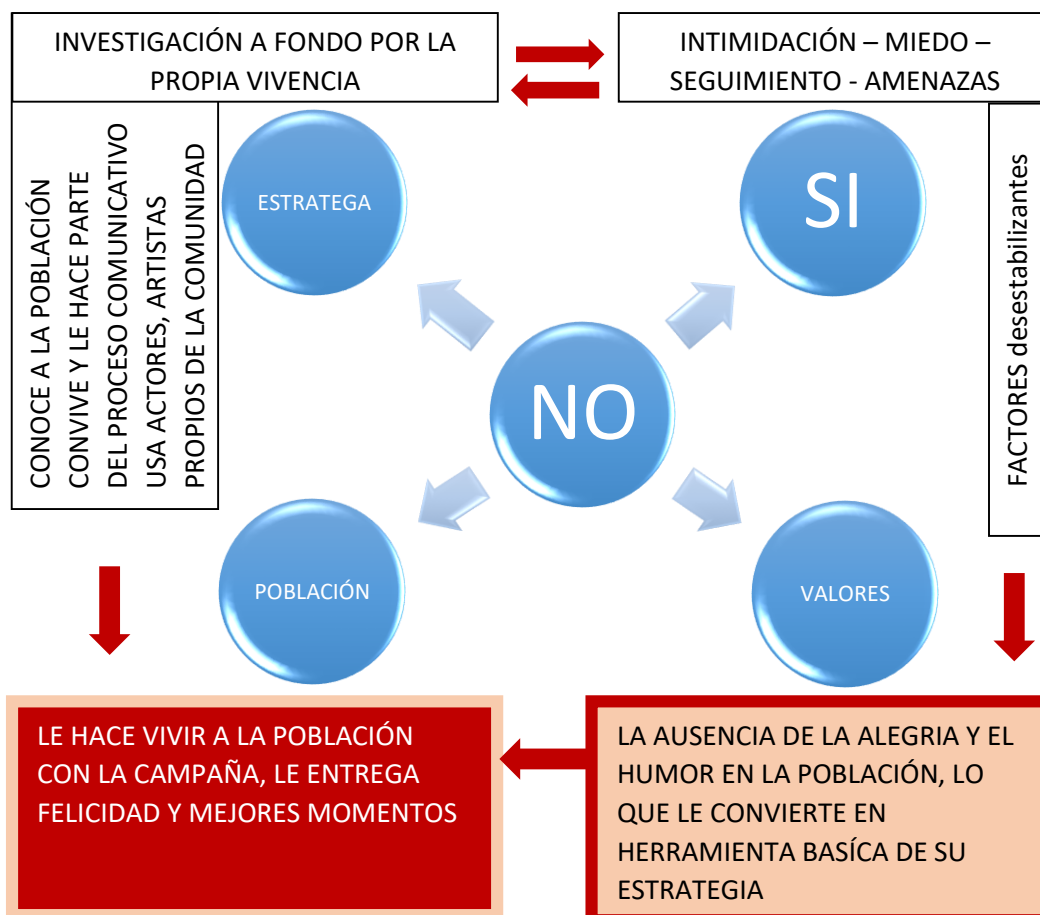 INVESTIGACIÓN A FONDO POR LA
PROPIA VIVENCIA
INTIMIDACIÓN – MIEDO –
SEGUIMIENTO - AMENAZAS
CONOCE A LA POBLACIÓN
CONVIVE Y LE HACE PARTE
DEL PROCESO COMUNICATIVO
USA ACTORES, ARTISTAS
PROPIOS DE LA COMUNIDAD
ESTRATEGA
SI
FACTORES desestabilizantes
NO
POBLACIÓN
VALORES
LE HACE VIVIR A LA POBLACIÓN
CON LA CAMPAÑA, LE ENTREGA
FELICIDAD Y MEJORES MOMENTOS
LA AUSENCIA DE LA ALEGRIA Y EL
HUMOR EN LA POBLACIÓN, LO
QUE LE CONVIERTE EN
HERRAMIENTA BASÍCA DE SU
ESTRATEGIA